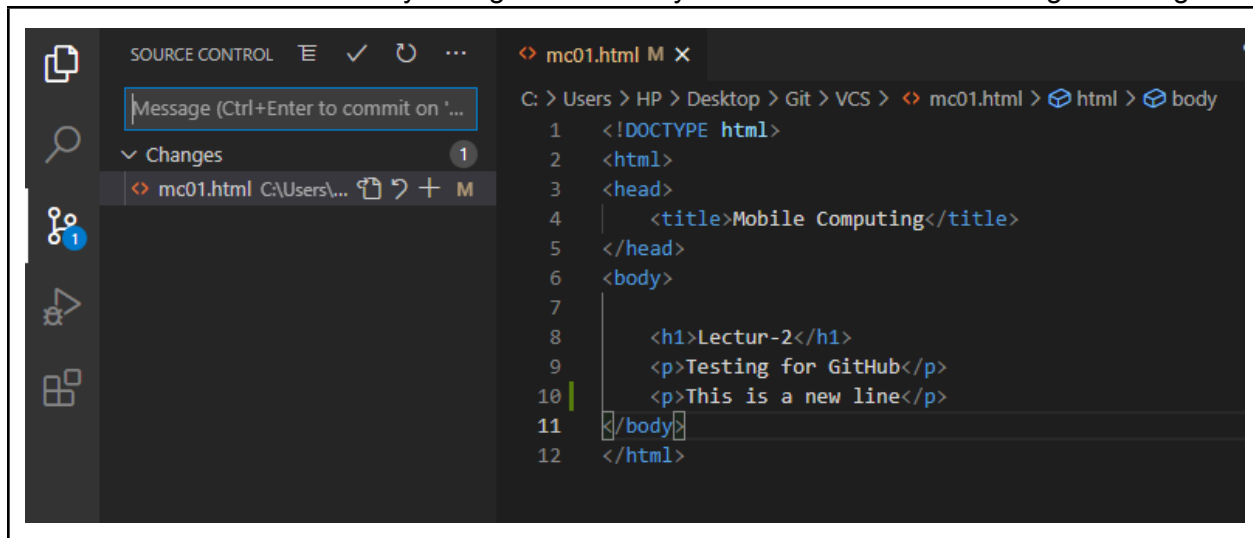 SOURCE CONTROL
Message (Ctrl+Enter to commit on '...
Changes 1
mc01.html C:\Users\... M
1
mc01.html M
C: > Users > HP > Desktop > Git > VCS > mc01.html > html > body
1 <!DOCTYPE html>
2 <html>
3 <head>
4 <title>Mobile Computing</title>
5 </head>
6 <body>
7
8 <h1>Lectur-2</h1>
9 <p>Testing for GitHub</p>
10 <p>This is a new line</p>
11 </body>
12 </html>